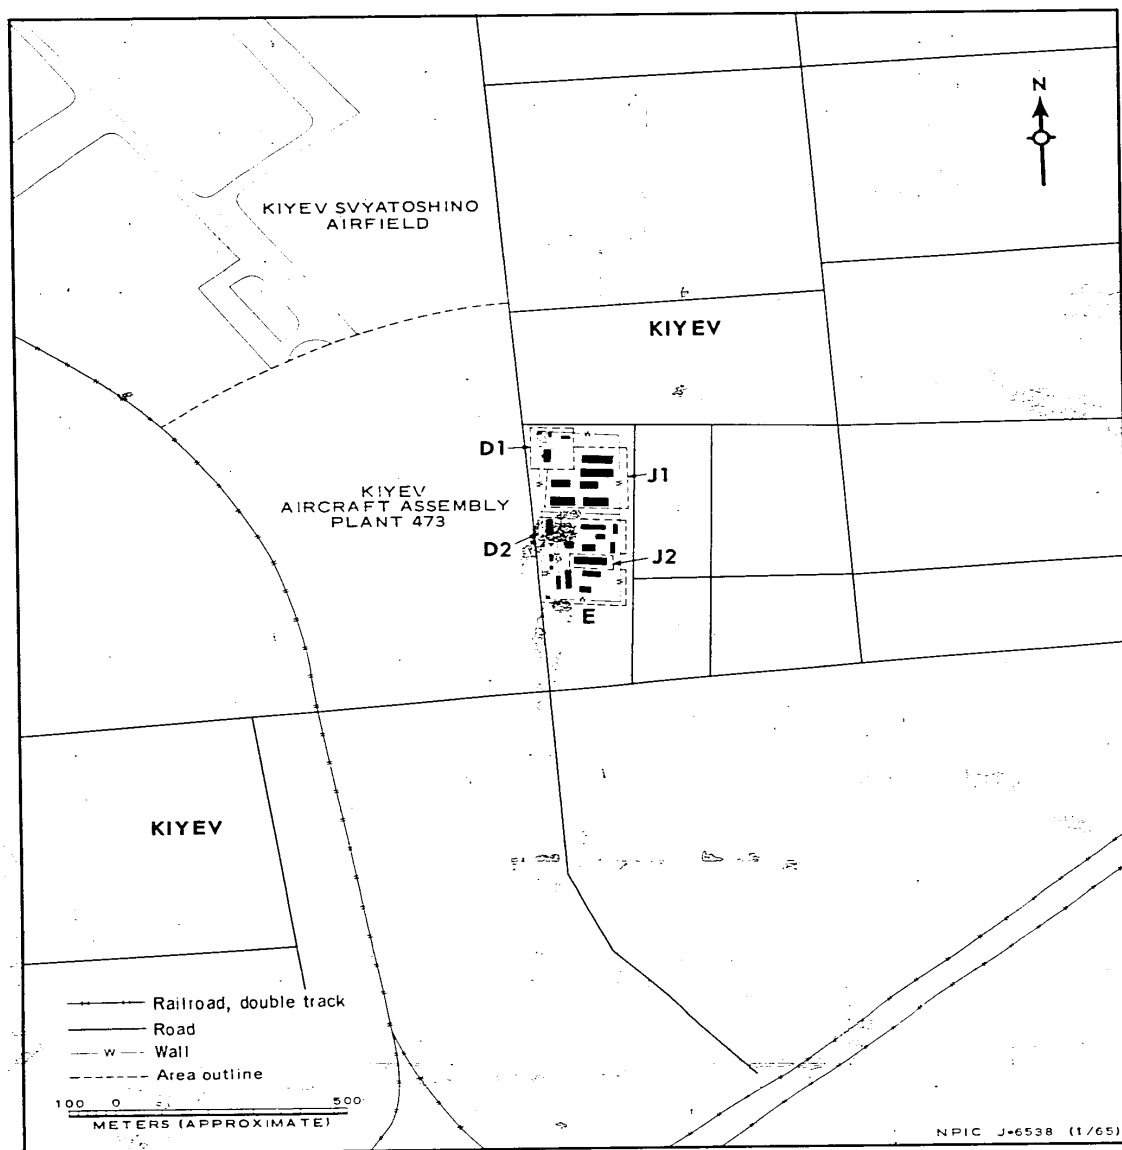 N
KIYEV SVYATOSHINO
AIRFIELD
KIYEV
D1
J1
KIYEV
AIRCRAFT ASSEMBLY
PLANT 473
D2
J2
E
KIYEV
Railroad, double track
Road
W Wall
Area outline
100 0 500
METERS (APPROXIMATE)
NPIC J-6538 (1/65)